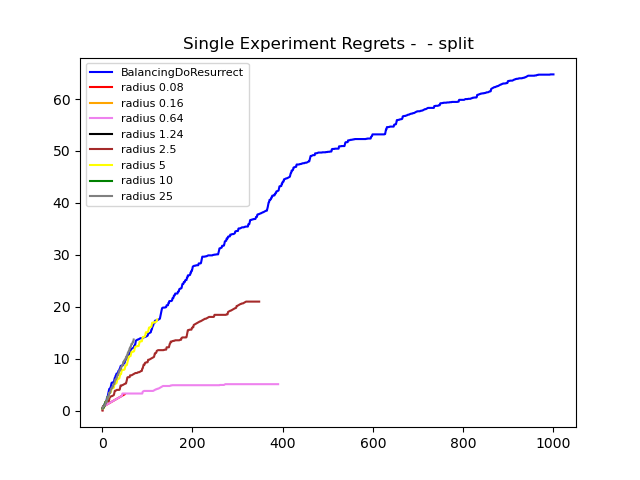 Single Experiment Regrets -  - split
BalancingDoResurrect
radius 0.08
radius 0.16
radius 0.64
radius 1.24
radius 2.5
radius 5
radius 10
radius 25
60
50
40
30
20
10
0
0 200 400 600 800 1000